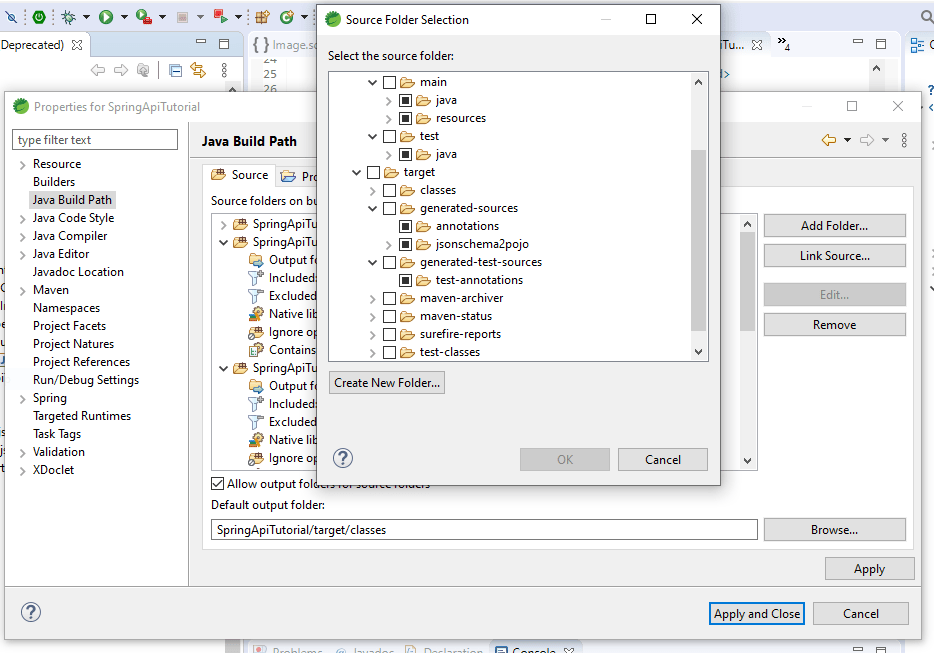 Source Folder Selection
Deprecated)
Image.sc
4
24
25
26
Select the source folder:
main
java
resources
test
java
target
classes
generated-sources
annotations
jsonschema2pojo
generated-test-sources
test-annotations
maven-archiver
maven-status
surefire-reports
test-classes
Create New Folder...
OK
Cancel
Properties for SpringApiTutorial
type filter text
Resource
Builders
Java Build Path
Java Code Style
Java Compiler
Java Editor
Javadoc Location
Maven
Namespaces
Project Facets
Project Natures
Project References
Run/Debug Settings
Spring
Targeted Runtimes
Task Tags
Validation
XDoclet
Java Build Path
Source
Pro
Source folders on bu
SpringApiTu
SpringApiTu
Output fo
Included:
Excluded
Native lib
Ignore op
Contains
SpringApiTu
Output fo
Included:
Excluded
Native lib
Ignore op
Add Folder...
Link Source...
Edit...
Remove
Allow output folders for source folders
Default output folder:
SpringApiTutorial/target/classes
Browse...
Apply
Apply and Close
Cancel
Problems
Javadoc
Declaration
Console